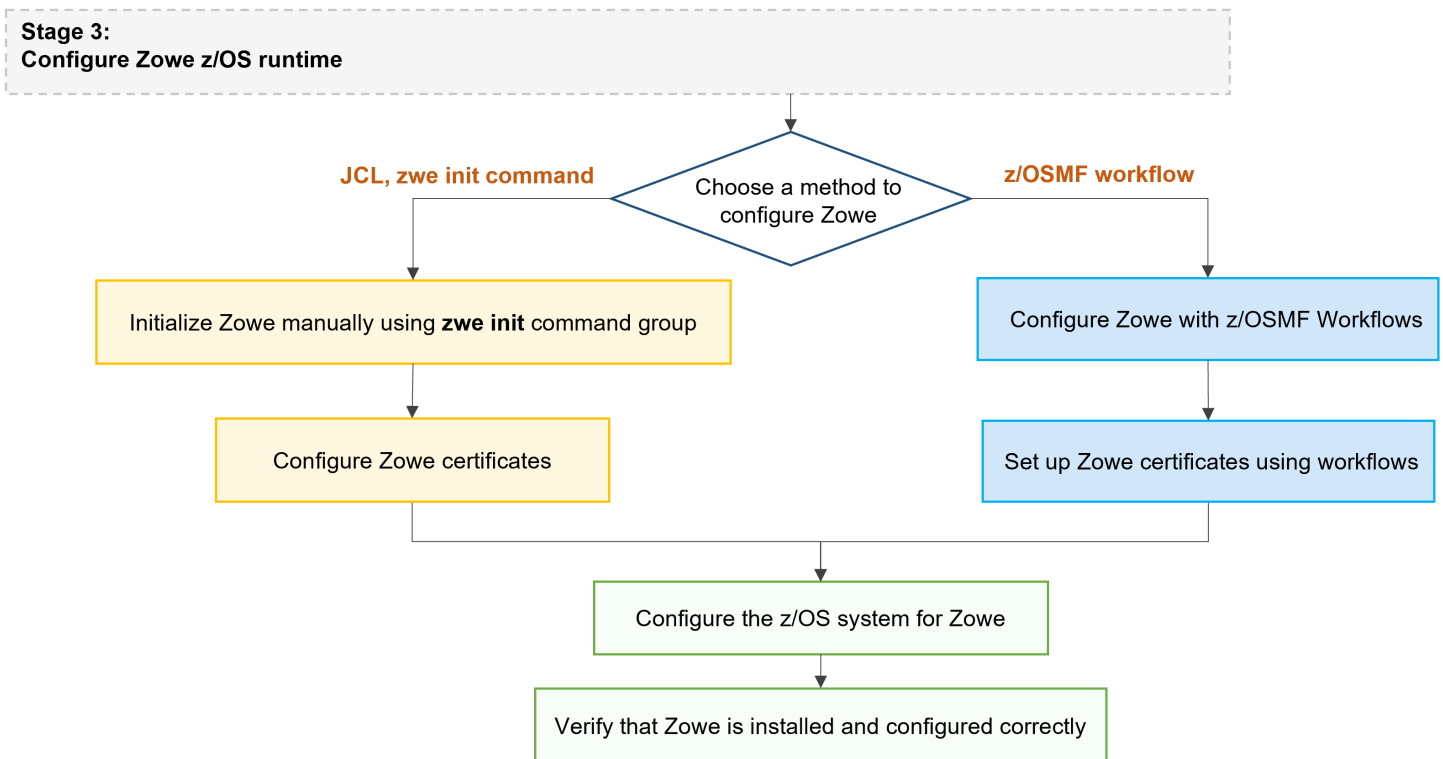 Stage 3:
Configure Zowe z/OS runtime
Choose a method to
configure Zowe
JCL, zwe init command
z/OSMF workflow
Initialize Zowe manually using zwe init command group
Configure Zowe with z/OSMF Workflows
Configure Zowe certificates
Set up Zowe certificates using workflows
Configure the z/OS system for Zowe
Verify that Zowe is installed and configured correctly